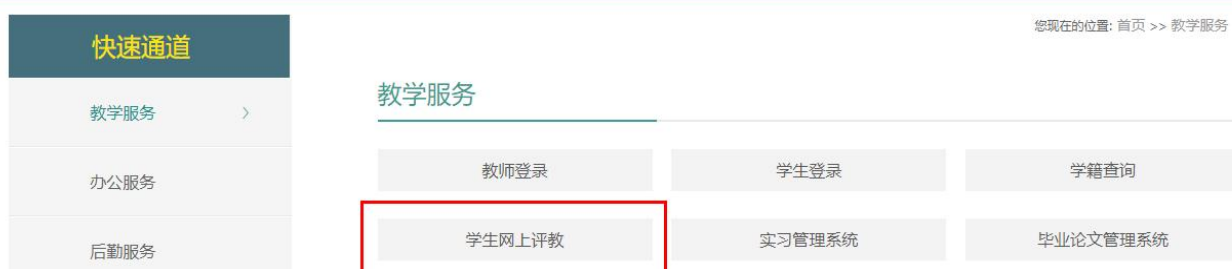 您现在的位置: 首页 >> 教学服务
快速通道
教学服务
办公服务
后勤服务
教学服务
教师登录 学生登录 学籍查询
学生网上评教 实习管理系统 毕业论文管理系统